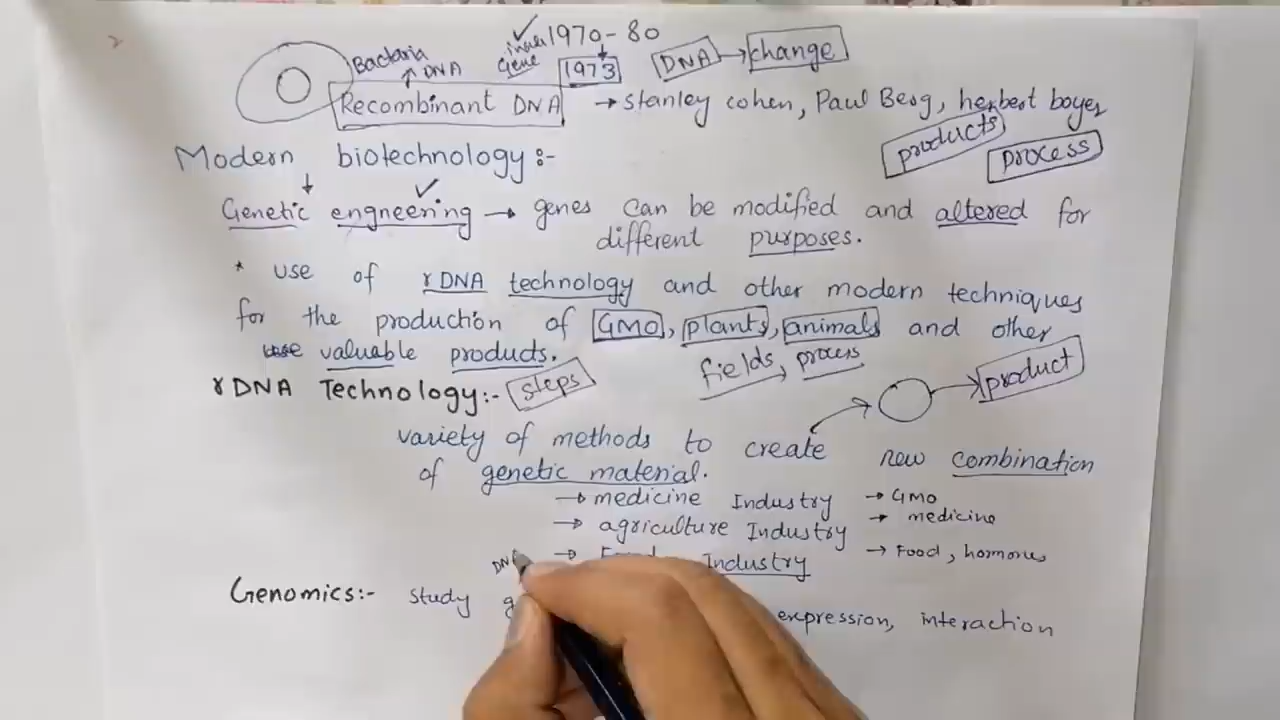 1970-80
Bacteria Gene
DNA 1973 DNA → change
Recombinant DNA → Stanley cohen, Paul Berg, herbert boyer
products
process
Modern biotechnology:-
Genetic engneering → genes can be modified and altered for
different purposes.
* use of rDNA technology and other modern techniques
for the production of GMO, plants, animals and other
valuable products.
fields, process
product
rDNA Technology:- steps
variety of methods to create new combination
of genetic material.
→ medicine Industry → GMO
→ agriculture Industry → medicine
→ Industry → Food, hormones
DNA
Genomics:- study expression, interaction